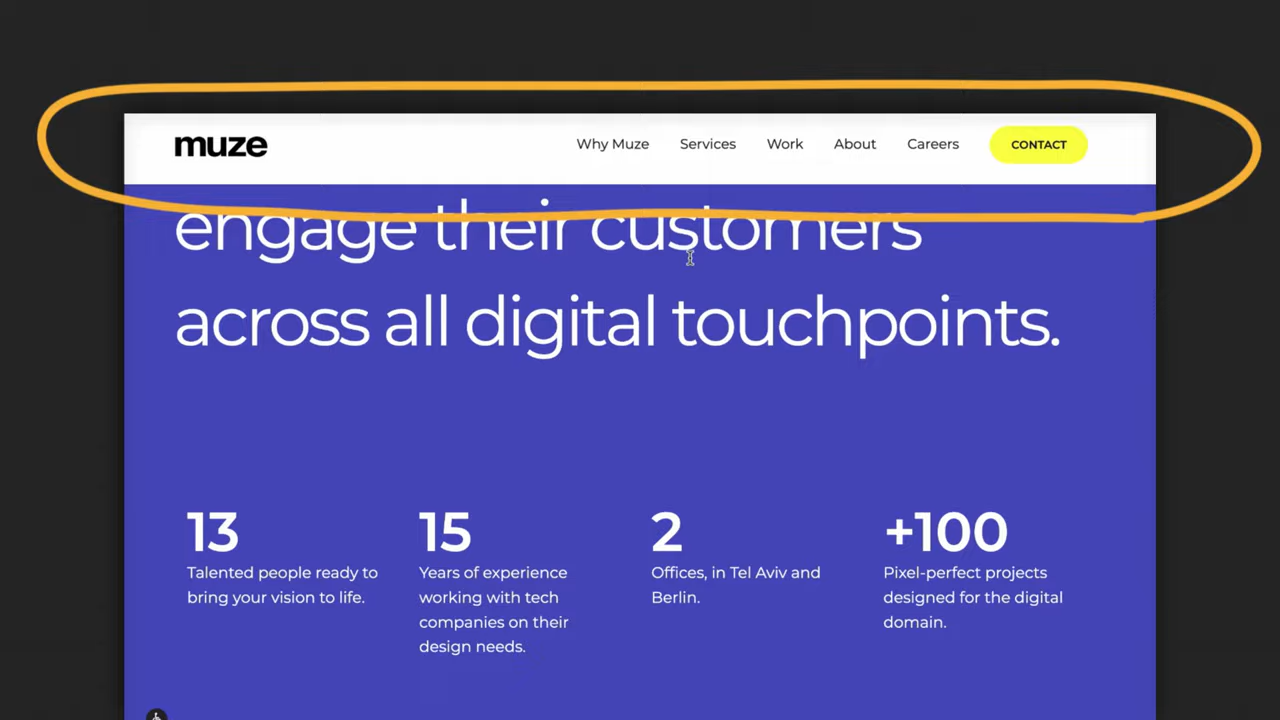 muze
Why Muze Services Work About Careers CONTACT
engage their customers
across all digital touchpoints.
13
Talented people ready to
bring your vision to life.
15
Years of experience
working with tech
companies on their
design needs.
2
Offices, in Tel Aviv and
Berlin.
+100
Pixel-perfect projects
designed for the digital
domain.